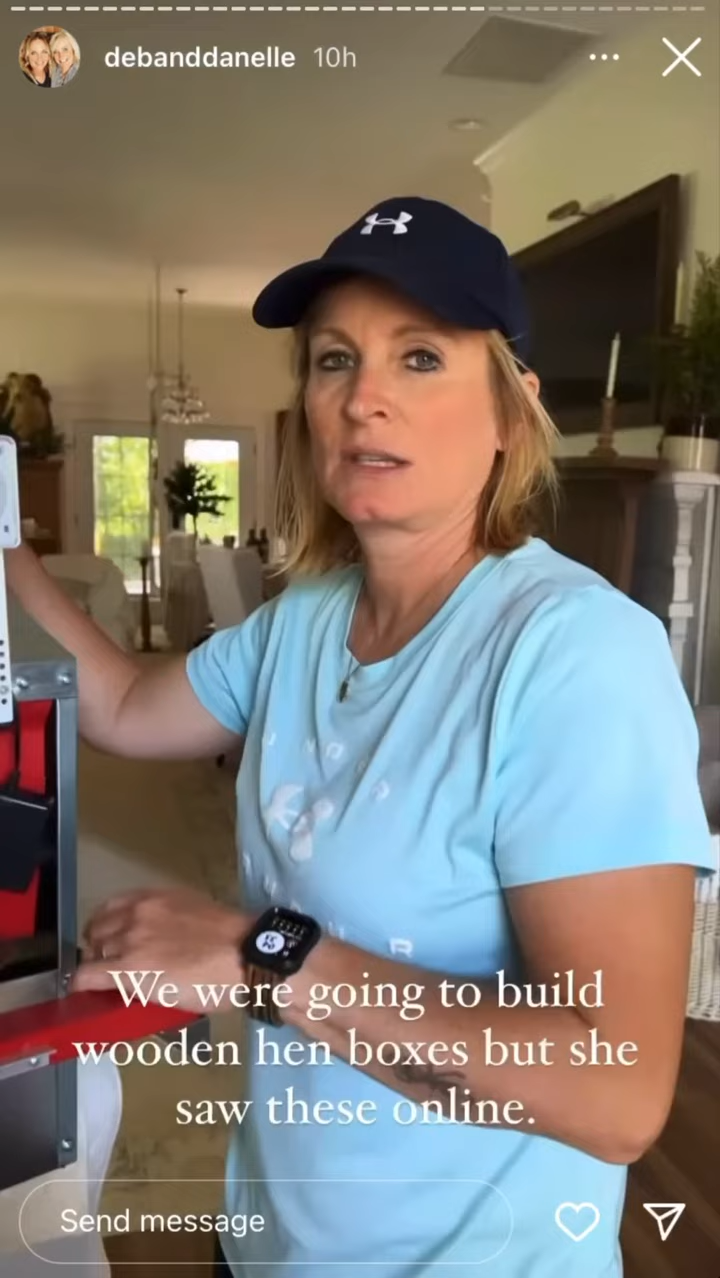 debanddanelle 10h
We were going to build
wooden hen boxes but she
saw these online.
Send message